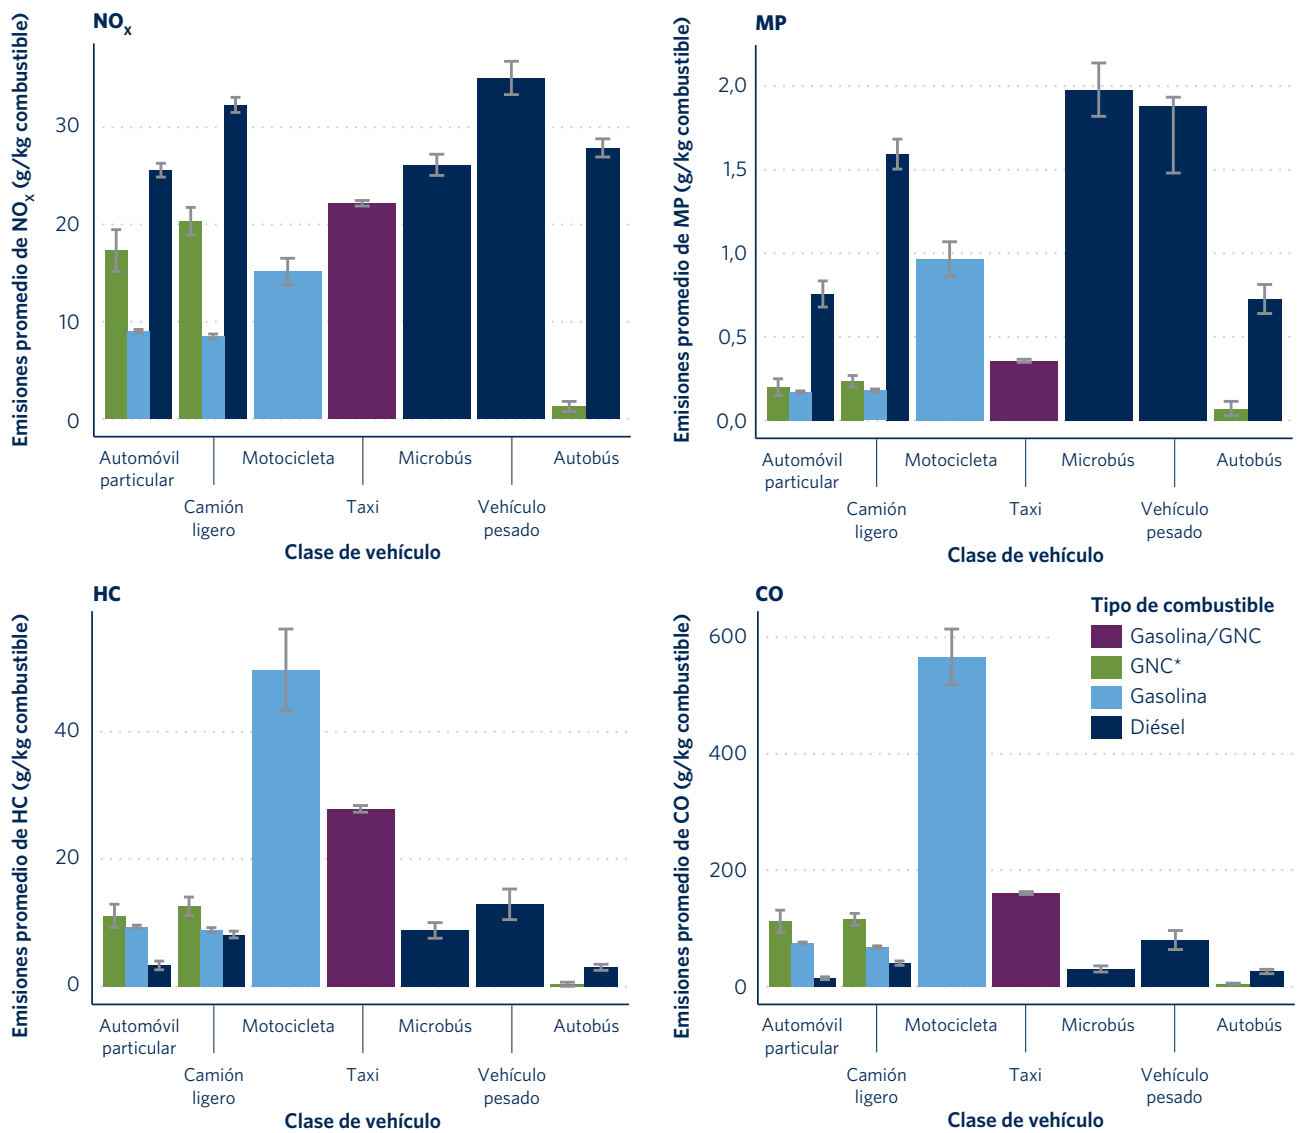 NOx
Emisiones promedio de NOx (g/kg combustible)
30
20
10
0
Automóvil
particular
Camión
ligero
Motocicleta
Taxi
Microbús
Vehículo
pesado
Autobús
Clase de vehículo
MP
Emisiones promedio de MP (g/kg combustible)
2,0
1,5
1,0
0,5
0,0
Automóvil
particular
Camión
ligero
Motocicleta
Taxi
Microbús
Vehículo
pesado
Autobús
Clase de vehículo
HC
Emisiones promedio de HC (g/kg combustible)
40
20
0
Automóvil
particular
Camión
ligero
Motocicleta
Taxi
Microbús
Vehículo
pesado
Autobús
Clase de vehículo
CO
Emisiones promedio de CO (g/kg combustible)
600
400
200
0
Tipo de combustible
Gasolina/GNC
GNC*
Gasolina
Diésel
Automóvil
particular
Camión
ligero
Motocicleta
Taxi
Microbús
Vehículo
pesado
Autobús
Clase de vehículo